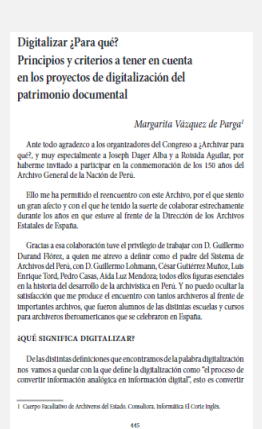 Digitalizar ¿Para qué?
Principios y criterios a tener en cuenta
en los proyectos de digitalización del
patrimonio documental
Margarita Vázquez de Parga1
Ante todo agradezco a los organizadores del Congreso a ¿Archivar para
qué?, y muy especialmente a Joseph Dager Alba y a Roisida Aguilar, por
haberme invitado a participar en la conmemoración de los 150 años del
Archivo General de la Nación de Perú.
Ello me ha permitido el reencuentro con este Archivo, por el que siento
un gran afecto y con el que he tenido la suerte de colaborar estrechamente
durante los años en que estuve al frente de la Dirección de los Archivos
Estatales de España.
Gracias a esa colaboración tuve el privilegio de trabajar con D. Guillermo
Durand Flórez, a quien me atrevo a definir como el padre del Sistema de
Archivos del Perú, con D. Guillermo Lohmann, César Gutiérrez Muñoz, Luis
Enrique Tord, Pedro Casas, Aida Luz Mendoza; todos ellos figuras esenciales
en la historia del desarrollo de la archivística en Perú. Y no puedo ocultar la
satisfacción que me produce el encuentro con tantos archiveros al frente de
importantes archivos, que fueron alumnos de las distintas escuelas y cursos
para archiveros iberoamericanos que se celebraron en España.
¿QUÉ SIGNIFICA DIGITALIZAR?
De las distintas definiciones que encontramos de la palabra digitalización
nos vamos a quedar con la que define la digitalización como "el proceso de
convertir información analógica en información digital", esto es convertir
1 Cuerpo Facultativo de Archiveros del Estado. Consultora, Informática El Corte Inglés.
445